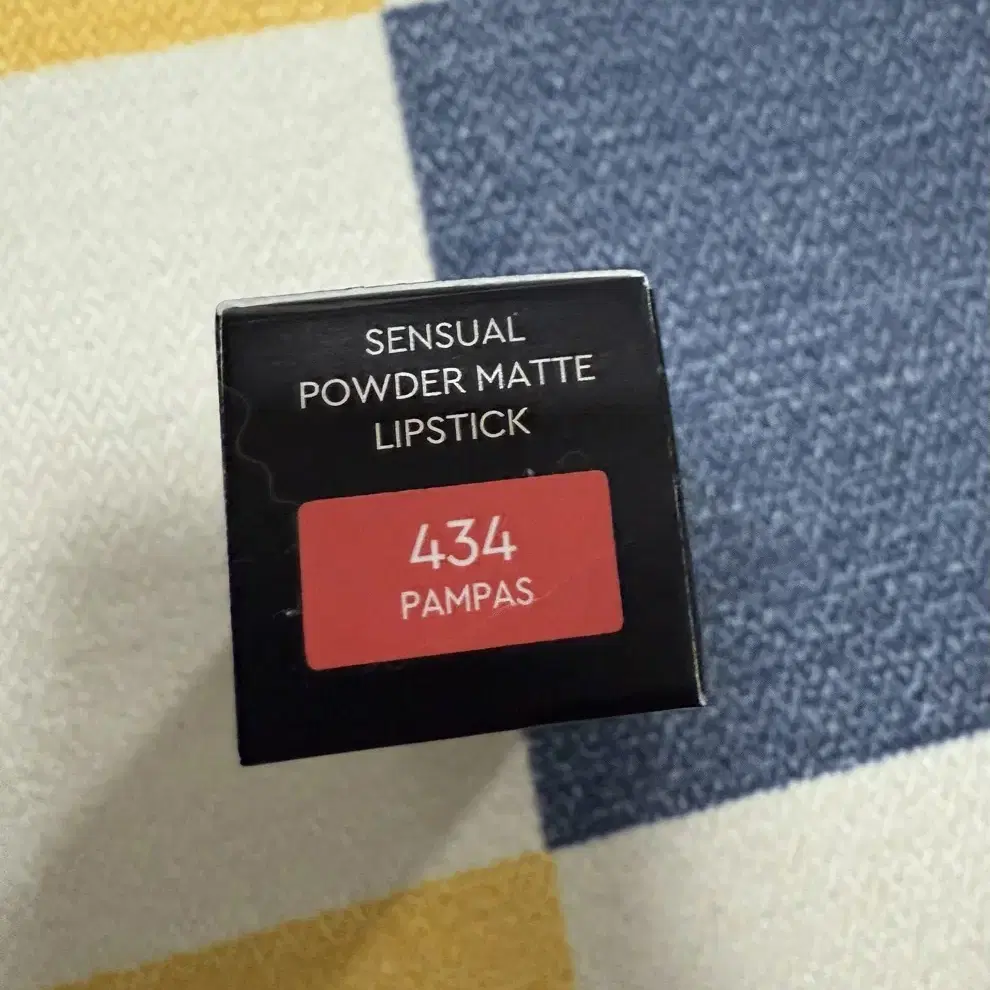 SENSUAL
POWDER MATTE
LIPSTICK
434
PAMPAS